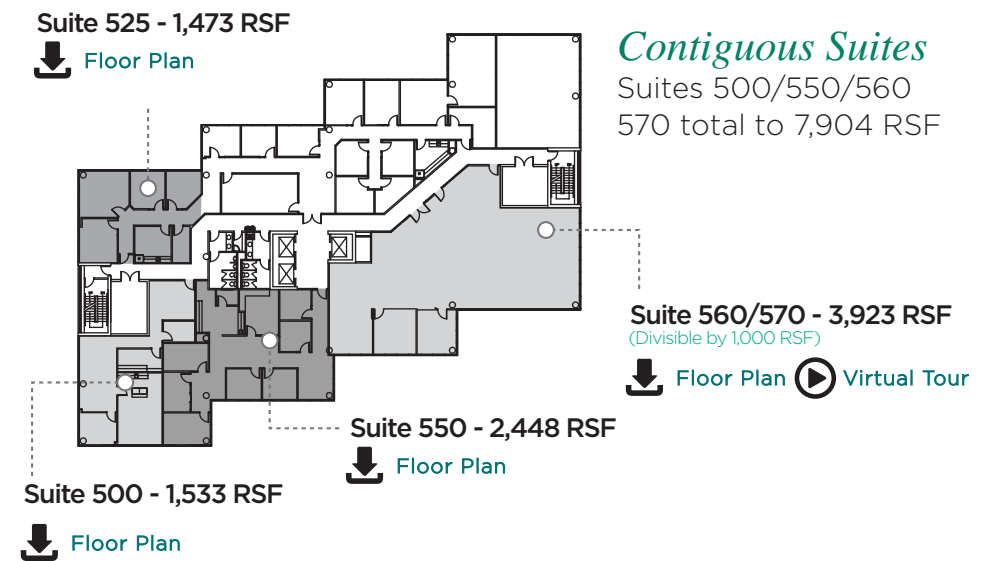 Suite 525 - 1,473 RSF
Floor Plan
Contiguous Suites
Suites 500/550/560
570 total to 7,904 RSF
Suite 560/570 - 3,923 RSF
(Divisible by 1,000 RSF)
Floor Plan
Virtual Tour
Suite 550 - 2,448 RSF
Floor Plan
Suite 500 - 1,533 RSF
Floor Plan